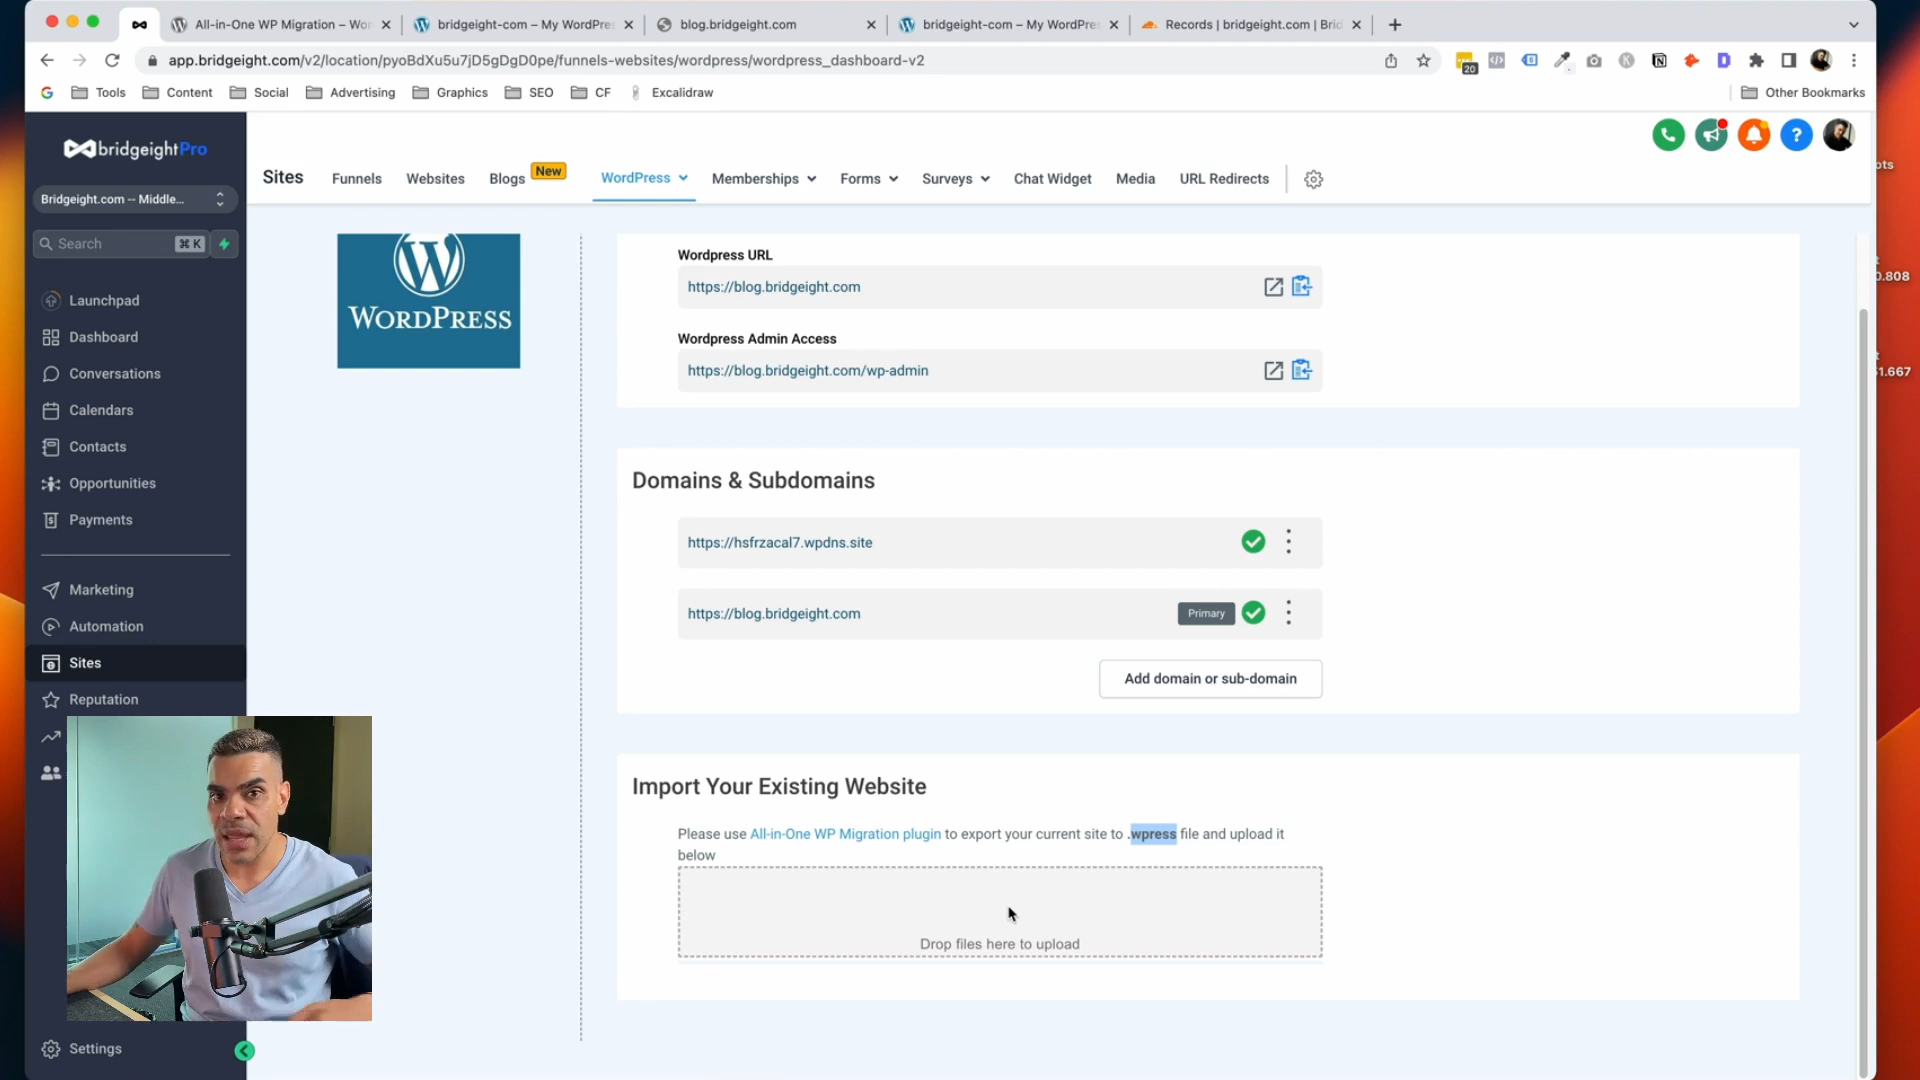 All-in-One WP Migration – Wor
bridgeight-com – My WordPre
blog.bridgeight.com
bridgeight-com – My WordPre
Records | bridgeight.com | Brid
app.bridgeight.com/v2/location/pyoBdXu5u7jD5gDgD0pe/funnels-websites/wordpress/wordpress_dashboard-v2
20
Tools
Content
Social
Advertising
Graphics
SEO
CF
Excalidraw
Other Bookmarks
bridgeightPro
Bridgeight.com -- Middle...
Search
⌘ K
Launchpad
Dashboard
Conversations
Calendars
Contacts
Opportunities
Payments
Marketing
Automation
Sites
Reputation
Settings
Sites
Funnels
Websites
Blogs
New
WordPress
Memberships
Forms
Surveys
Chat Widget
Media
URL Redirects
WORDPRESS
Wordpress URL
https://blog.bridgeight.com
Wordpress Admin Access
https://blog.bridgeight.com/wp-admin
Domains & Subdomains
https://hsfrzacal7.wpdns.site
https://blog.bridgeight.com
Primary
Add domain or sub-domain
Import Your Existing Website
Please use All-in-One WP Migration plugin to export your current site to .wpress file and upload it
below
Drop files here to upload